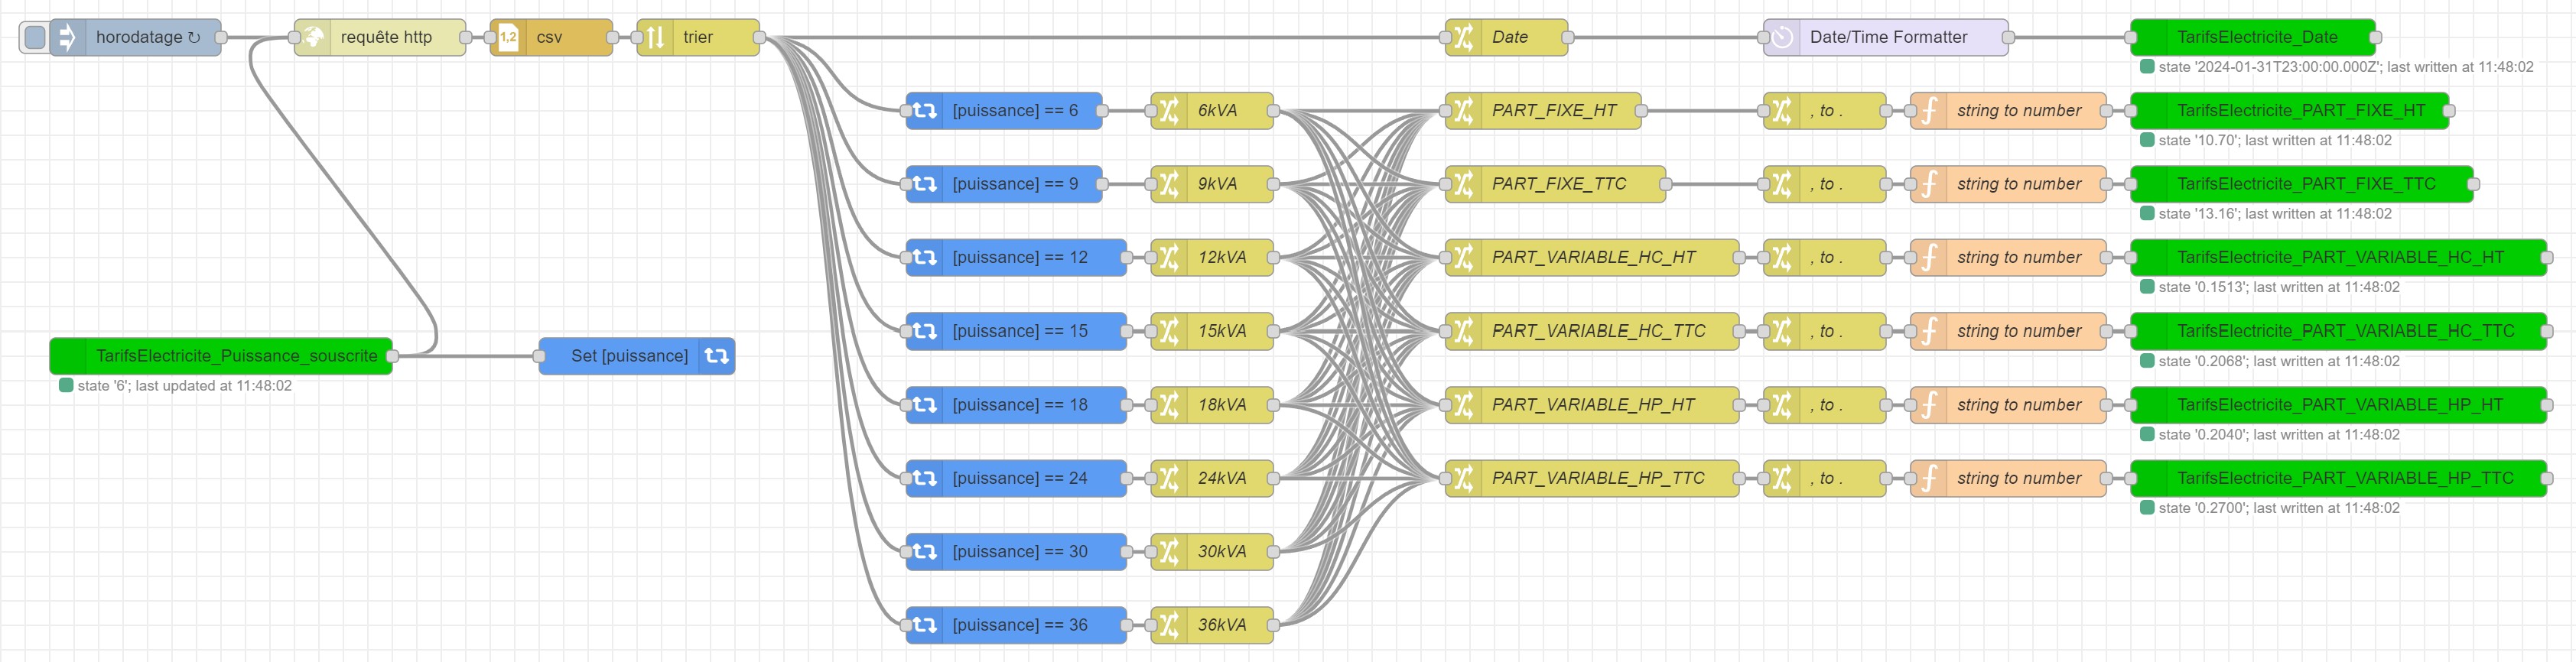 horodatage ↻
requête http
1,2
csv
trier
Date
Date/Time Formatter
TarifsElectricite_Date
state '2024-01-31T23:00:00.000Z'; last written at 11:48:02
[puissance] == 6
6kVA
PART_FIXE_HT
, to .
string to number
TarifsElectricite_PART_FIXE_HT
state '10.70'; last written at 11:48:02
[puissance] == 9
9kVA
PART_FIXE_TTC
, to .
string to number
TarifsElectricite_PART_FIXE_TTC
state '13.16'; last written at 11:48:02
[puissance] == 12
12kVA
PART_VARIABLE_HC_HT
, to .
string to number
TarifsElectricite_PART_VARIABLE_HC_HT
state '0.1513'; last written at 11:48:02
[puissance] == 15
15kVA
PART_VARIABLE_HC_TTC
, to .
string to number
TarifsElectricite_PART_VARIABLE_HC_TTC
state '0.2068'; last written at 11:48:02
TarifsElectricite_Puissance_souscrite
state '6'; last updated at 11:48:02
Set [puissance]
[puissance] == 18
18kVA
PART_VARIABLE_HP_HT
, to .
string to number
TarifsElectricite_PART_VARIABLE_HP_HT
state '0.2040'; last written at 11:48:02
[puissance] == 24
24kVA
PART_VARIABLE_HP_TTC
, to .
string to number
TarifsElectricite_PART_VARIABLE_HP_TTC
state '0.2700'; last written at 11:48:02
[puissance] == 30
30kVA
[puissance] == 36
36kVA